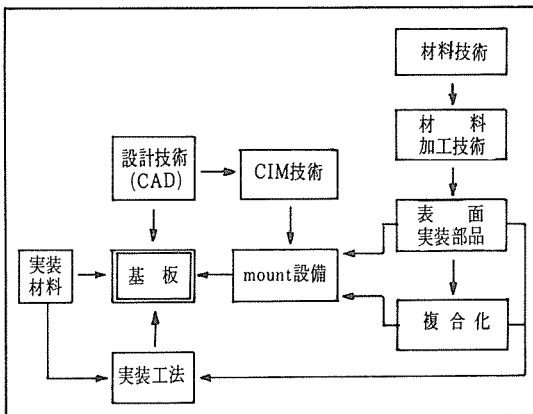 材料技術
材料
加工技術
設計技術
(CAD)
CIM技術
表面
実装部品
実装
材料
基板
mount設備
複合化
実装工法